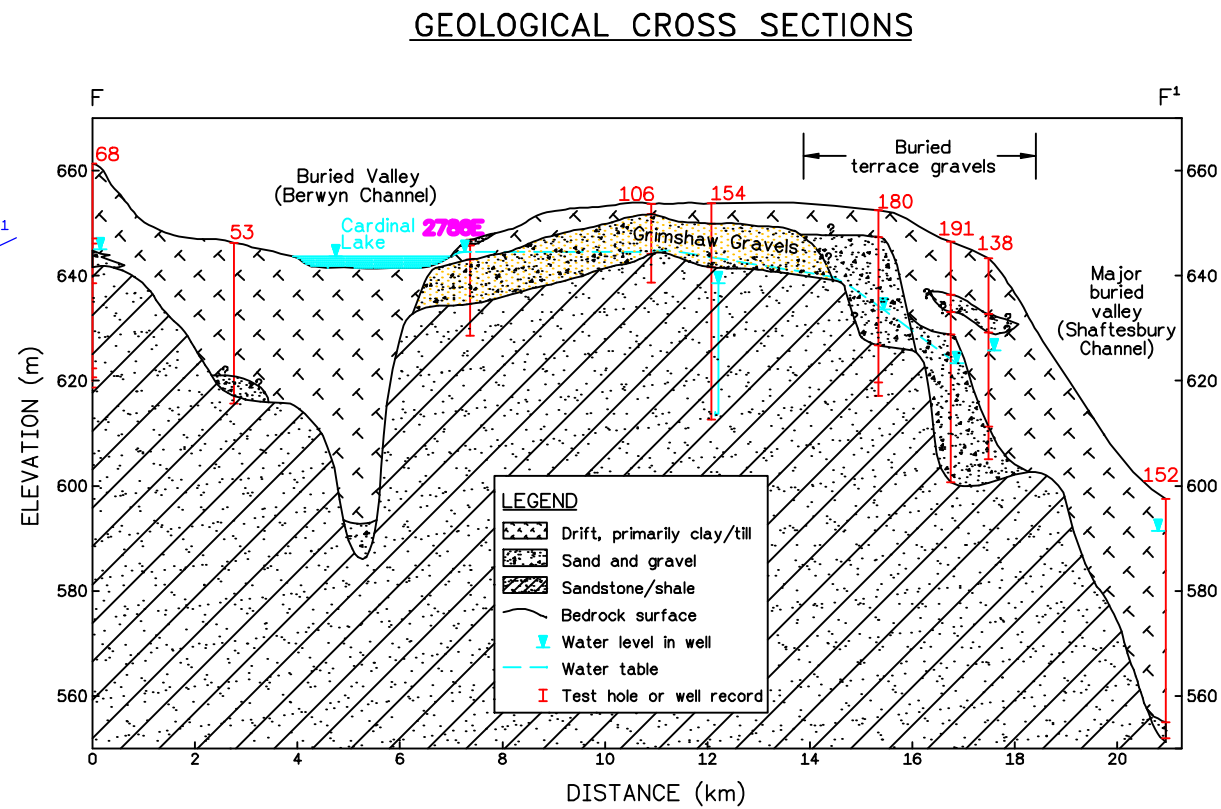 GEOLOGICAL CROSS SECTIONS
F
F¹
1
68
53
Buried Valley
(Berwyn Channel)
Cardinal
Lake
2786E
106
154
Grimshaw Gravels
Buried
terrace gravels
180
191
138
Major
buried
valley
(Shaftesbury
Channel)
152
?
?
?
?
?
?
?
ELEVATION (m)
660
640
620
600
580
560
660
640
620
600
580
560
LEGEND
Drift, primarily clay/till
Sand and gravel
Sandstone/shale
Bedrock surface
Water level in well
Water table
Test hole or well record
0
2
4
6
8
10
12
14
16
18
20
DISTANCE (km)